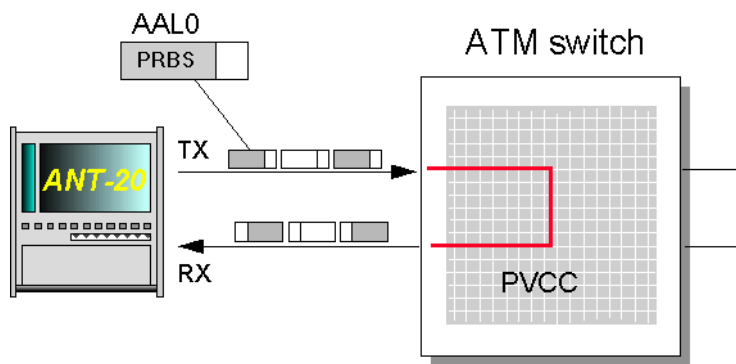 AAL0
PRBS
ATM switch
TX
ANT-20
RX
PVCC